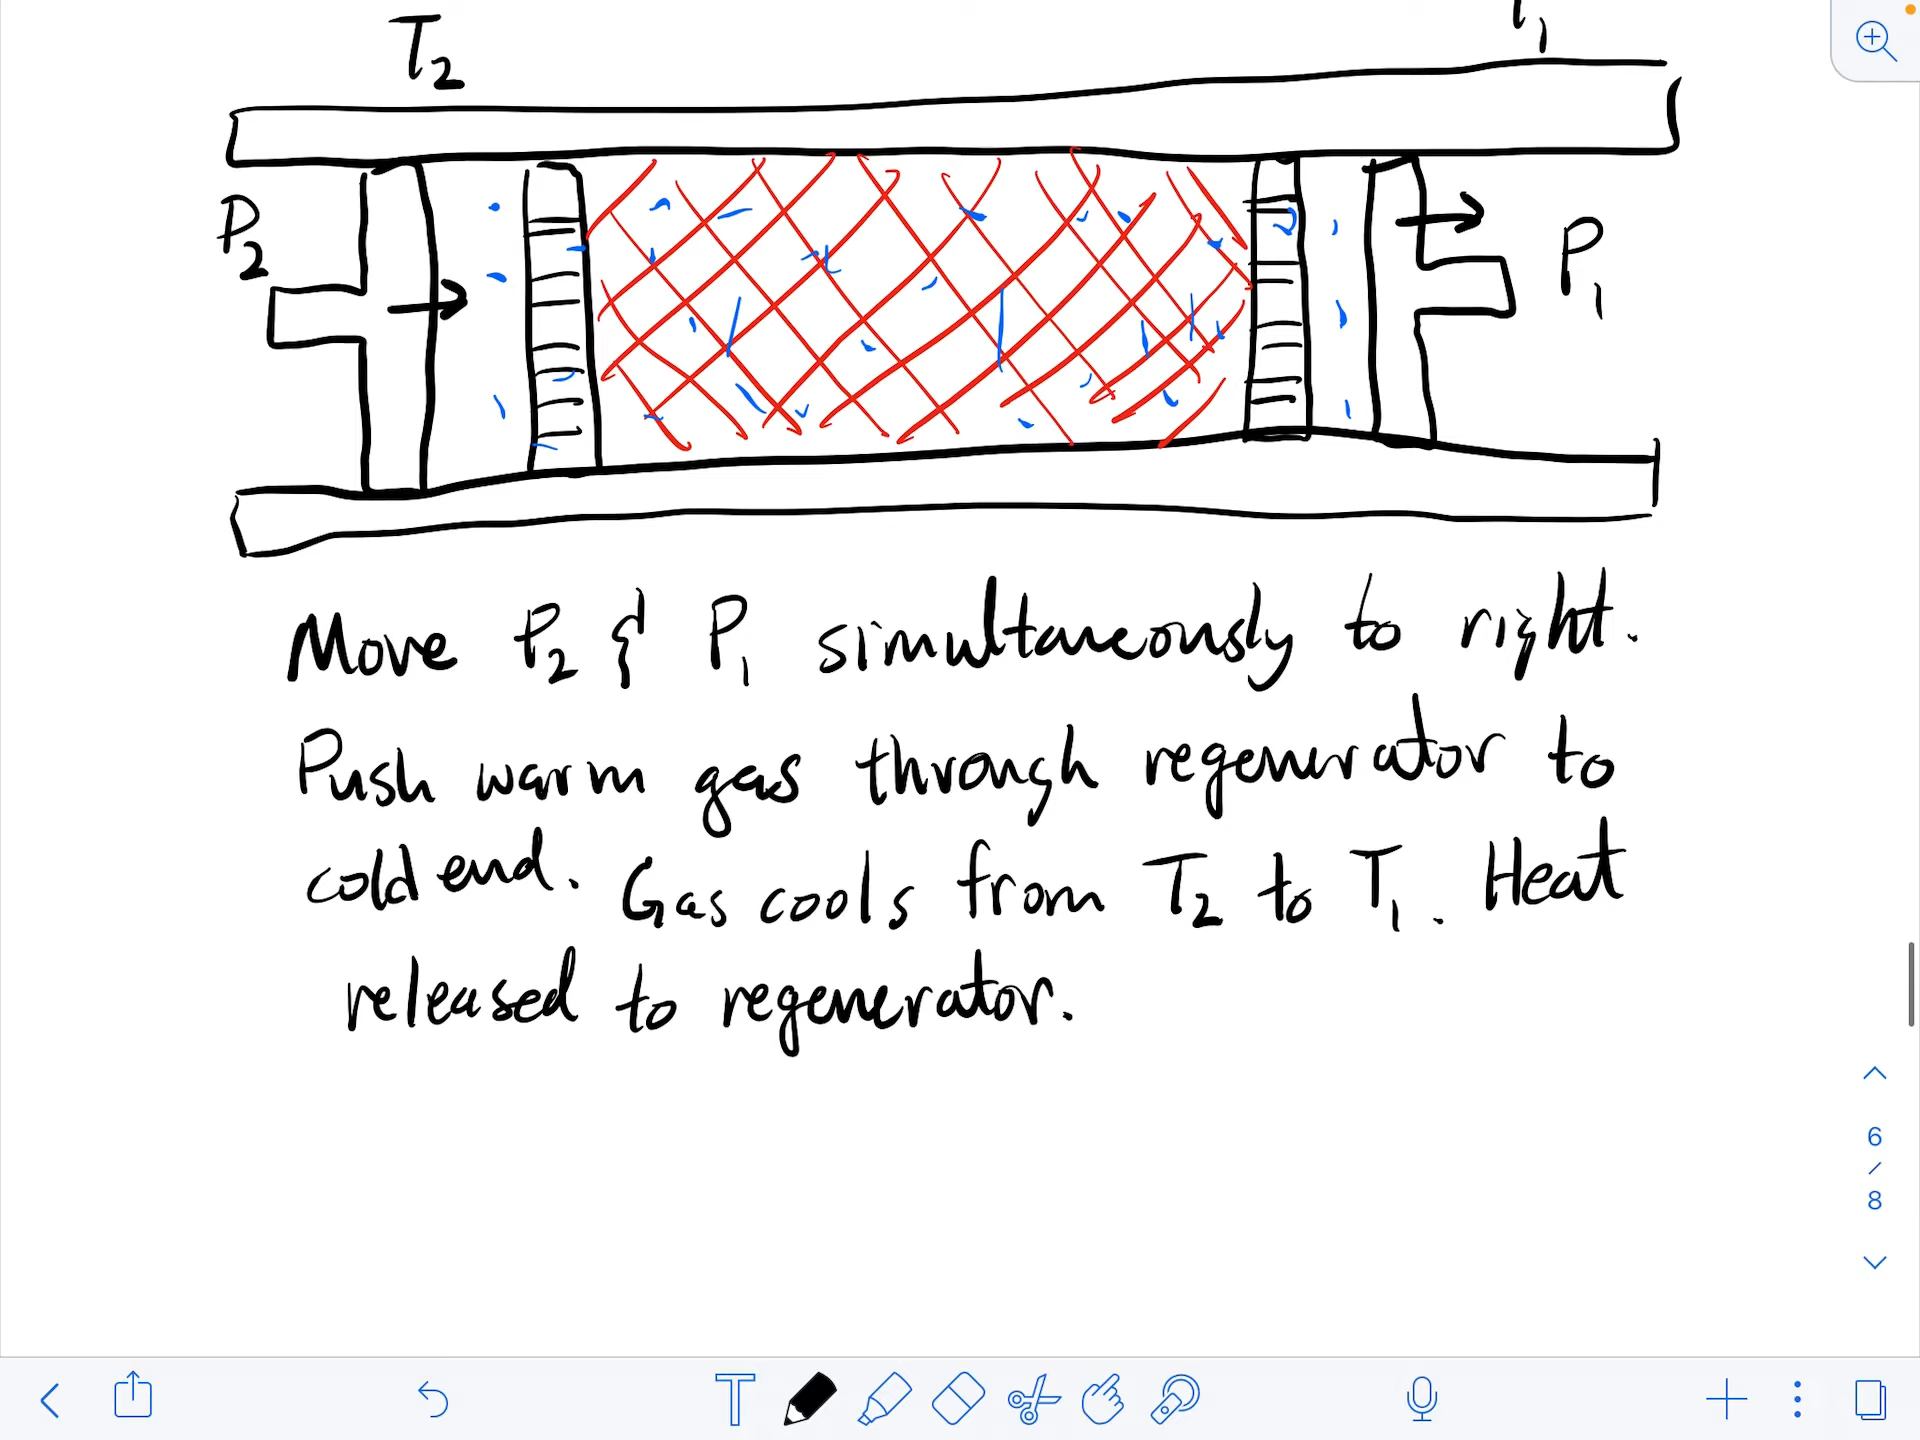 T2 T1
P2 P1
Move P2 & P1 simultaneously to right.
Push warm gas through regenerator to
cold end. Gas cools from T2 to T1. Heat
released to regenerator.
6
/
8
T